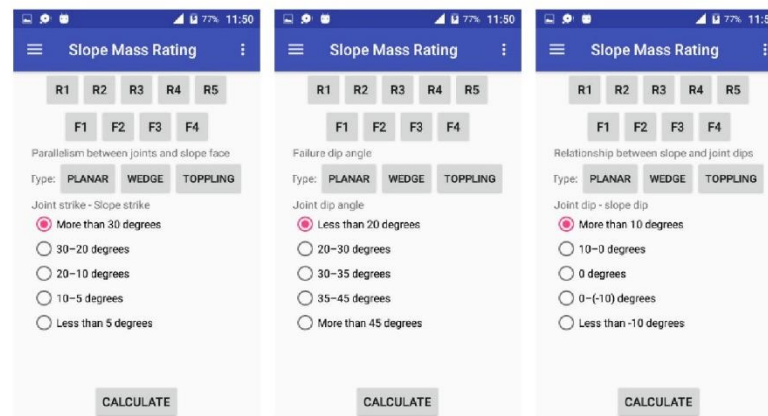 77% 11:50
Slope Mass Rating
R1 R2 R3 R4 R5
F1 F2 F3 F4
Parallelism between joints and slope face
Type: PLANAR WEDGE TOPPLING
Joint strike - Slope strike
More than 30 degrees
30–20 degrees
20–10 degrees
10–5 degrees
Less than 5 degrees
CALCULATE
77% 11:50
Slope Mass Rating
R1 R2 R3 R4 R5
F1 F2 F3 F4
Failure dip angle
Type: PLANAR WEDGE TOPPLING
Joint dip angle
Less than 20 degrees
20–30 degrees
30–35 degrees
35–45 degrees
More than 45 degrees
CALCULATE
77% 11:5
Slope Mass Rating
R1 R2 R3 R4 R5
F1 F2 F3 F4
Relationship between slope and joint dips
Type: PLANAR WEDGE TOPPLING
Joint dip - slope dip
More than 10 degrees
10–0 degrees
0 degrees
0–(-10) degrees
Less than -10 degrees
CALCULATE